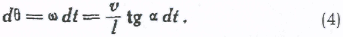 dθ = ω dt = v/l tg α dt. (4)